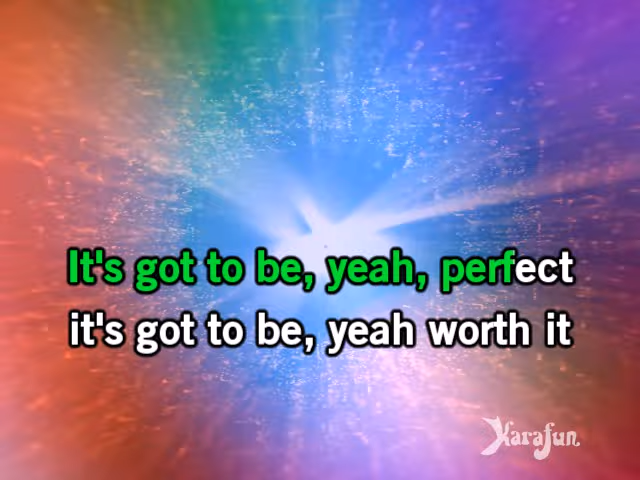 It's got to be, yeah, perfect
it's got to be, yeah worth it
Karafun